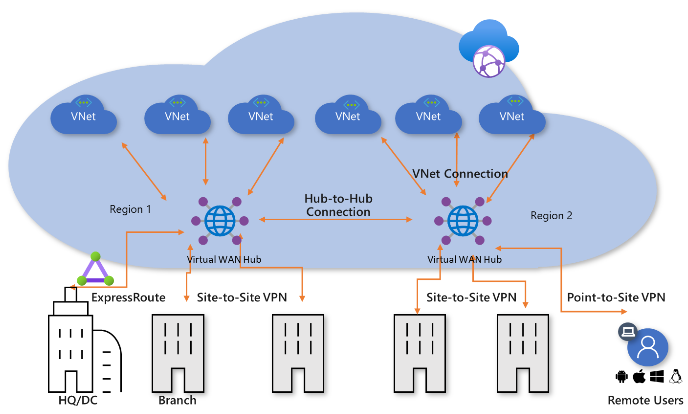 VNet
VNet
VNet
VNet
VNet
VNet
VNet Connection
Hub-to-Hub
Connection
Region 1
Region 2
Virtual WAN Hub
Virtual WAN Hub
ExpressRoute
Site-to-Site VPN
Site-to-Site VPN
Point-to-Site VPN
HQ/DC
Branch
Remote Users